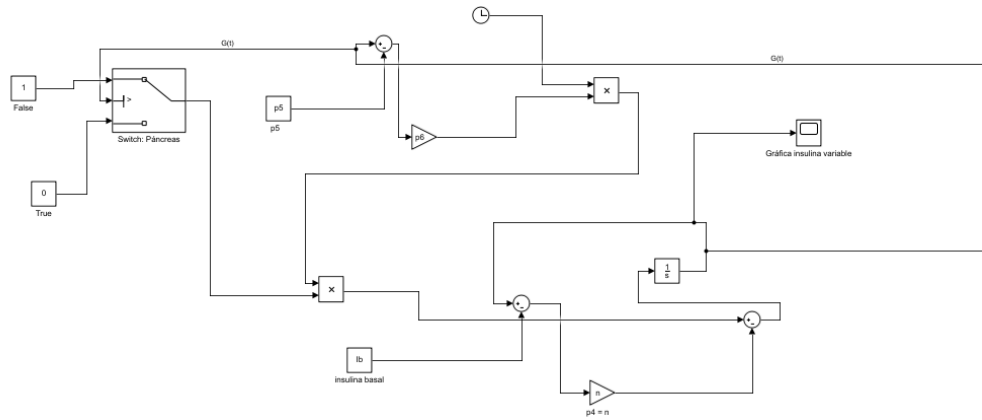 G(t)
G(t)
1
False
>
Switch: Páncreas
p5
p5
p6
×
Gráfica insulina variable
0
True
1
s
×
Ib
insulina basal
n
p4 = n